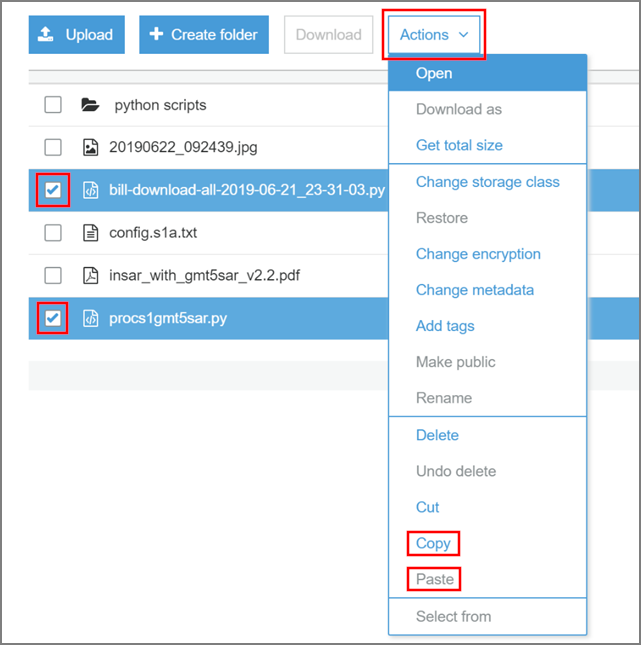 Upload
Create folder
Download
Actions
Open
Download as
Get total size
Change storage class
Restore
Change encryption
Change metadata
Add tags
Make public
Rename
Delete
Undo delete
Cut
Copy
Paste
Select from
python scripts
20190622_092439.jpg
bill-download-all-2019-06-21_23-31-03.py
config.s1a.txt
insar_with_gmt5sar_v2.2.pdf
procs1gmt5sar.py